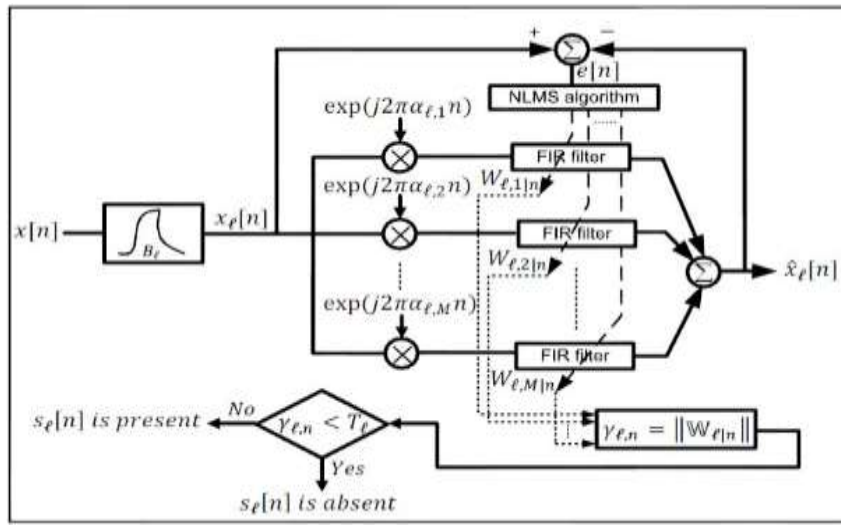 + Σ −
e[n]
NLMS algorithm
exp(j2πα_{ℓ,1}n)
× FIR filter
W_{ℓ,1|n}
exp(j2πα_{ℓ,2}n)
x[n] B_ℓ x_ℓ[n] × FIR filter Σ x̂_ℓ[n]
W_{ℓ,2|n}
exp(j2πα_{ℓ,M}n)
× FIR filter
W_{ℓ,M|n}
s_ℓ[n] is present No γ_{ℓ,n} < T_ℓ γ_{ℓ,n} = ‖𝕎_{ℓ|n}‖
Yes
s_ℓ[n] is absent